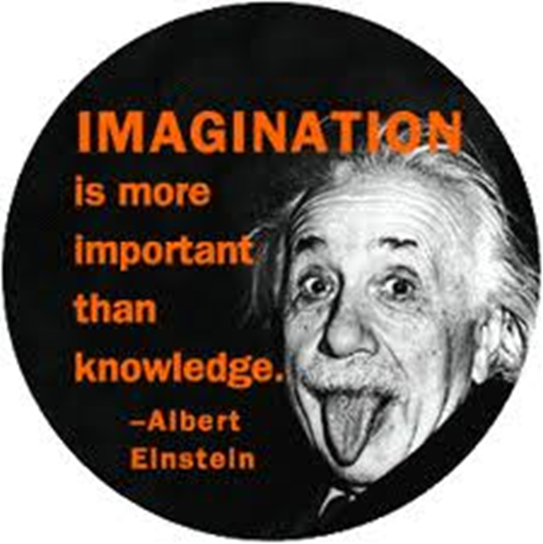 IMAGINATION
is more
important
than
knowledge.
–Albert
Einstein